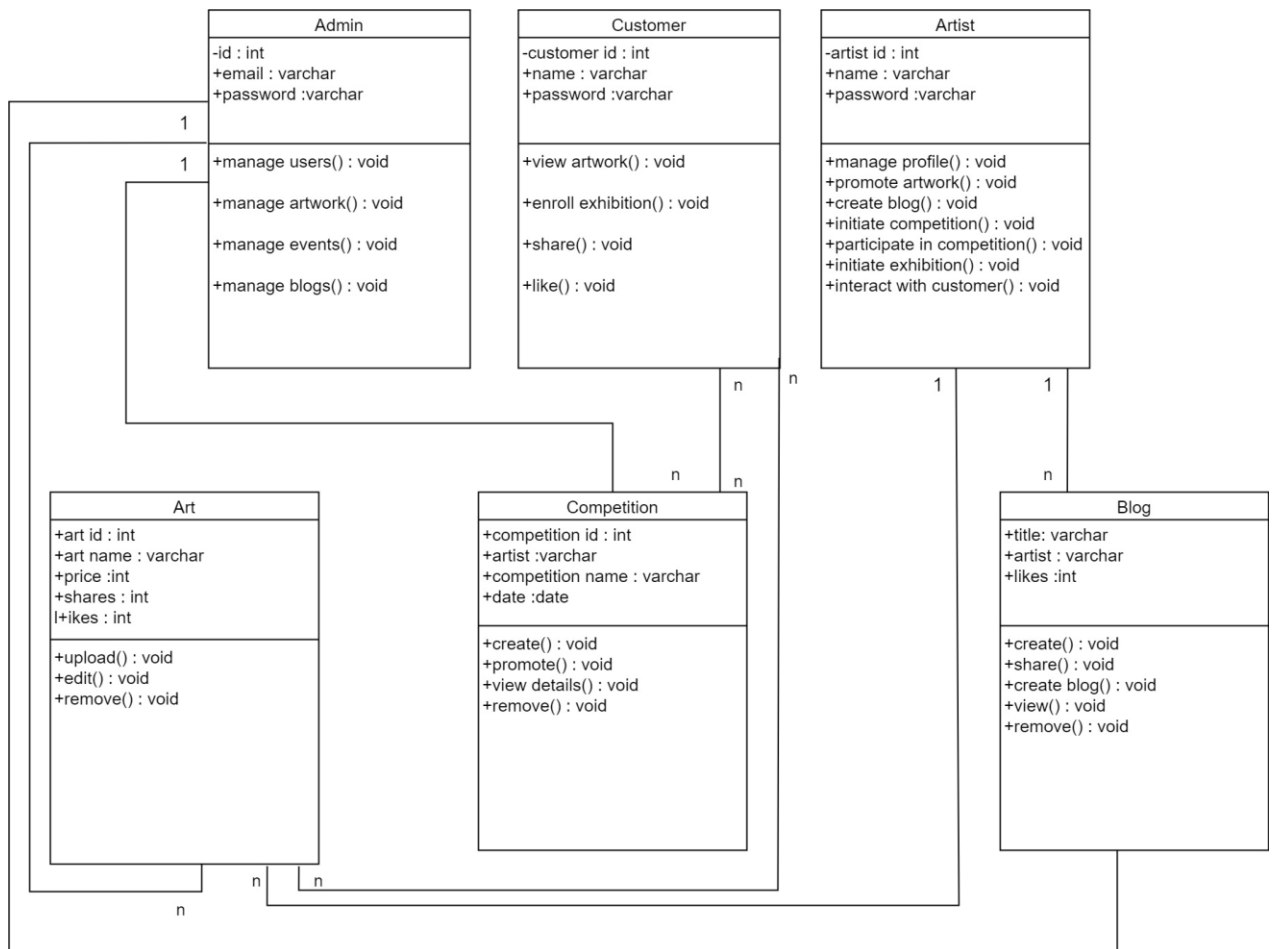 Admin
-id : int
+email : varchar
+password :varchar
+manage users() : void
+manage artwork() : void
+manage events() : void
+manage blogs() : void
1
1
Customer
-customer id : int
+name : varchar
+password :varchar
+view artwork() : void
+enroll exhibition() : void
+share() : void
+like() : void
n
n
Artist
-artist id : int
+name : varchar
+password :varchar
+manage profile() : void
+promote artwork() : void
+create blog() : void
+initiate competition() : void
+participate in competition() : void
+initiate exhibition() : void
+interact with customer() : void
1
1
n
n
n
Art
+art id : int
+art name : varchar
+price :int
+shares : int
l+ikes : int
+upload() : void
+edit() : void
+remove() : void
Competition
+competition id : int
+artist :varchar
+competition name : varchar
+date :date
+create() : void
+promote() : void
+view details() : void
+remove() : void
Blog
+title: varchar
+artist : varchar
+likes :int
+create() : void
+share() : void
+create blog() : void
+view() : void
+remove() : void
n
n
n